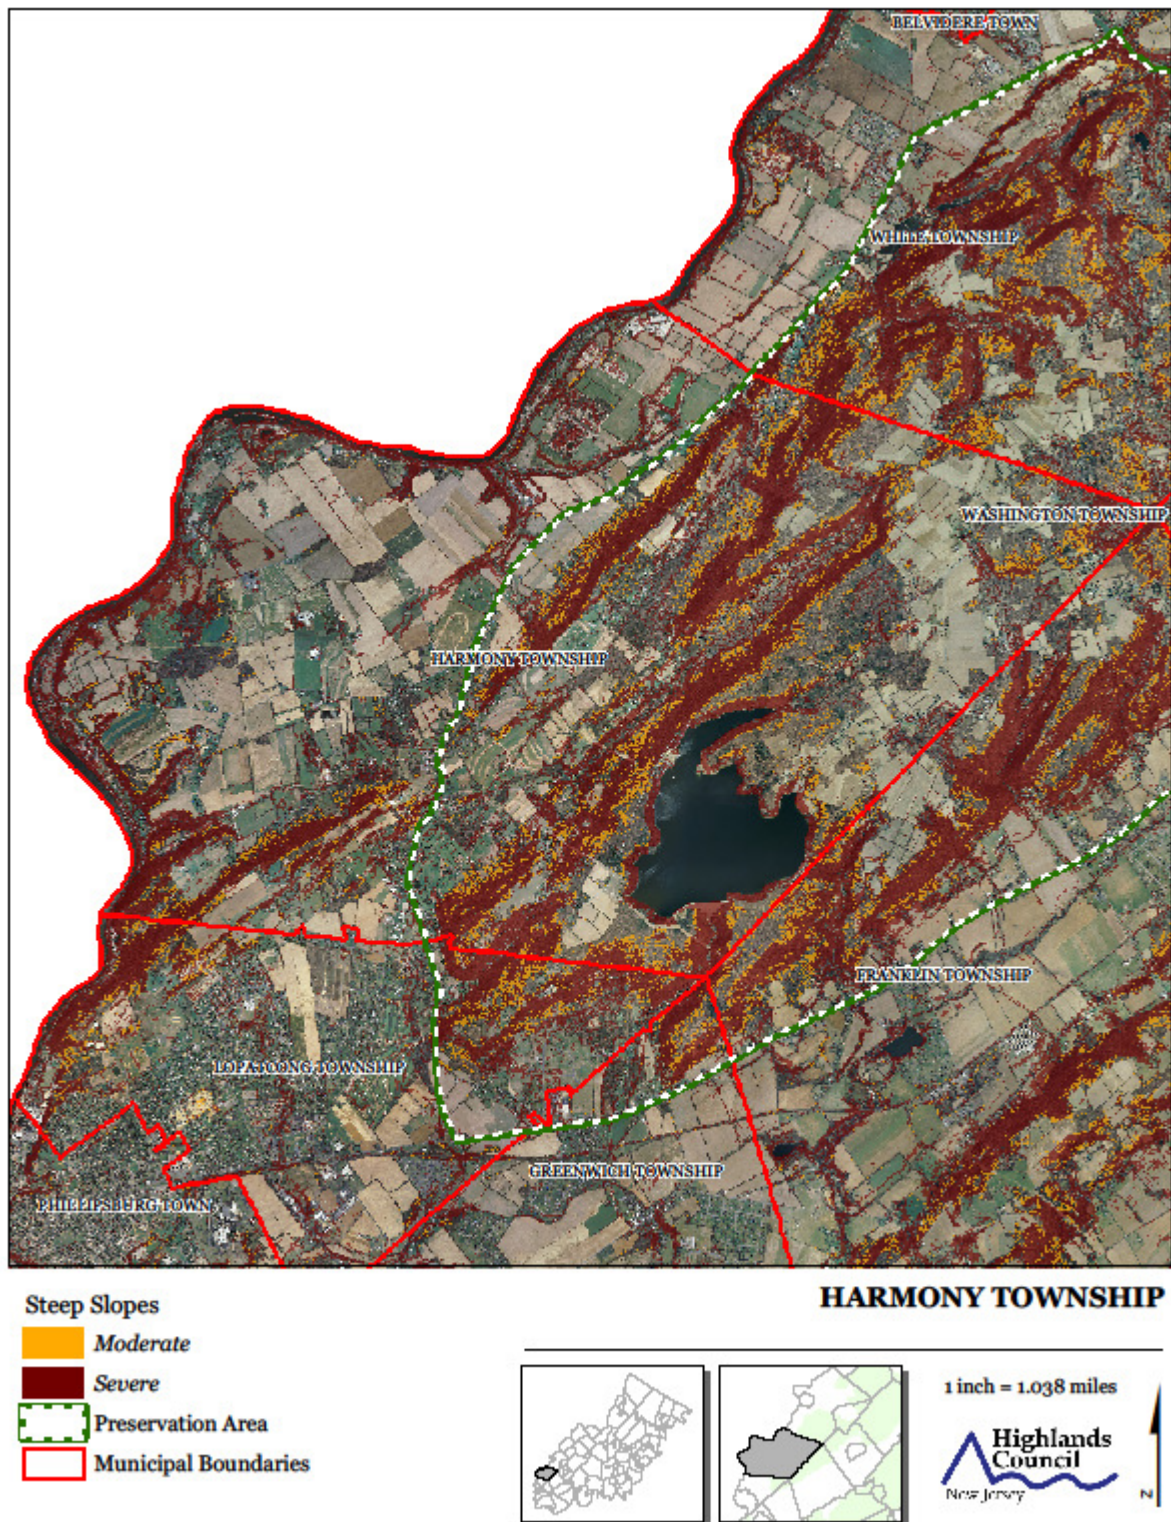 BELVIDERE TOWN
WHITE TOWNSHIP
WASHINGTON TOWNSHIP
HARMONY TOWNSHIP
FRANKLIN TOWNSHIP
LOPATCONG TOWNSHIP
GREENWICH TOWNSHIP
PHILLIPSBURG TOWN
HARMONY TOWNSHIP
Steep Slopes
Moderate
Severe
Preservation Area
Municipal Boundaries
1 inch = 1.038 miles
Highlands
Council
New Jersey
N